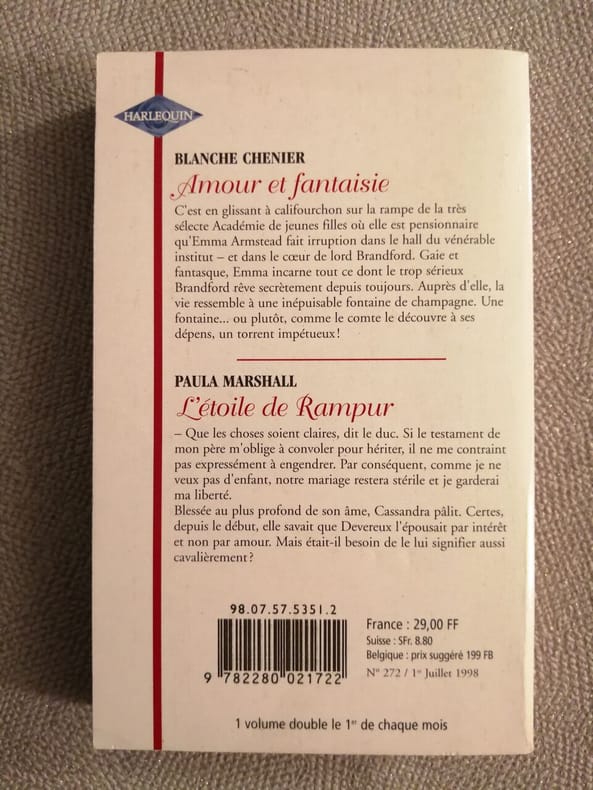 HARLEQUIN
BLANCHE CHENIER
Amour et fantaisie
C'est en glissant à califourchon sur la rampe de la très
sélecte Académie de jeunes filles où elle est pensionnaire
qu'Emma Armstead fait irruption dans le hall du vénérable
institut – et dans le cœur de lord Brandford. Gaie et
fantasque, Emma incarne tout ce dont le trop sérieux
Brandford rêve secrètement depuis toujours. Auprès d'elle, la
vie ressemble à une inépuisable fontaine de champagne. Une
fontaine... ou plutôt, comme le comte le découvre à ses
dépens, un torrent impétueux !
PAULA MARSHALL
L'étoile de Rampur
– Que les choses soient claires, dit le duc. Si le testament de
mon père m'oblige à convoler pour hériter, il ne me contraint
pas expressément à engendrer. Par conséquent, comme je ne
veux pas d'enfant, notre mariage restera stérile et je garderai
ma liberté.
Blessée au plus profond de son âme, Cassandra pâlit. Certes,
depuis le début, elle savait que Devereux l'épousait par intérêt
et non par amour. Mais était-il besoin de le lui signifier aussi
cavalièrement ?
98.07.57.5351.2
9 782280 021722
France : 29,00 FF
Suisse : SFr. 8.80
Belgique : prix suggéré 199 FB
N° 272 / 1er Juillet 1998
1 volume double le 1er de chaque mois